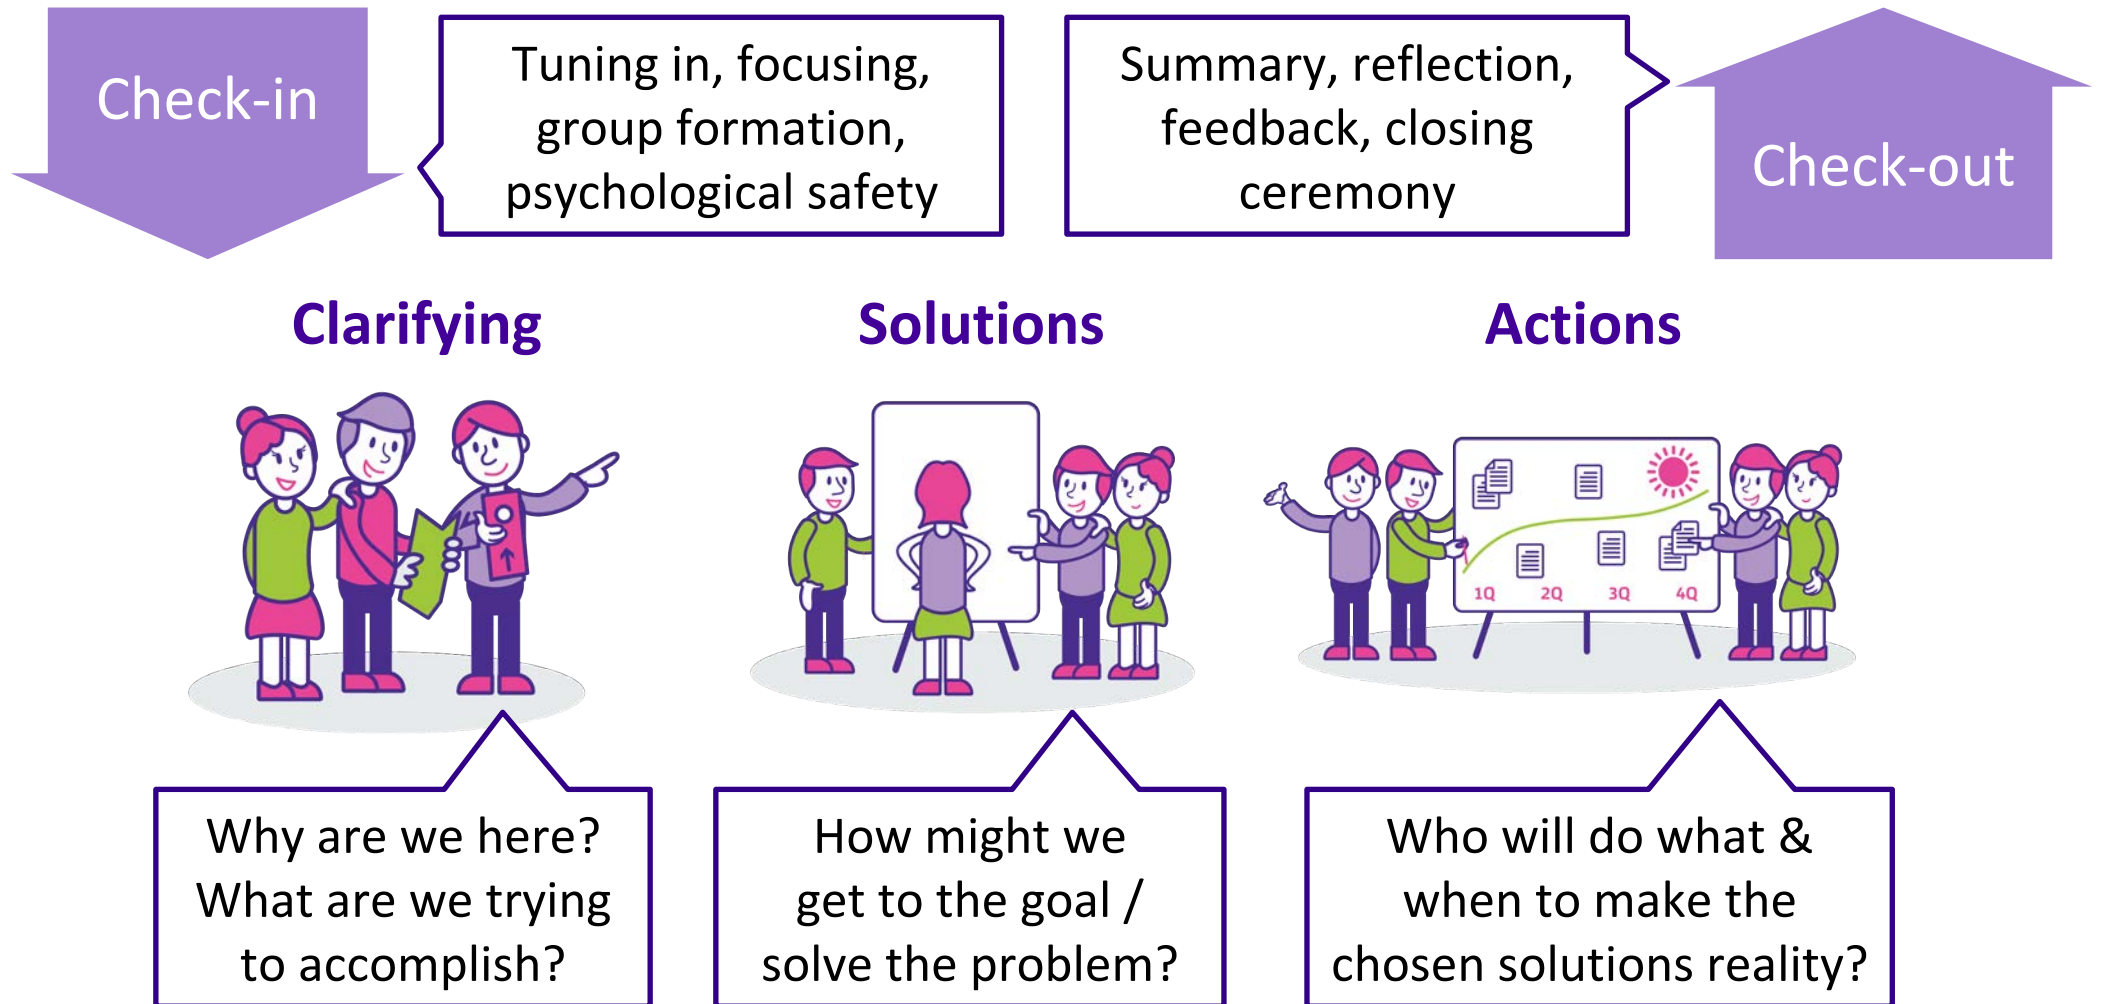 Check-in
Tuning in, focusing,
group formation,
psychological safety
Summary, reflection,
feedback, closing
ceremony
Check-out
Clarifying
Solutions
Actions
1Q 2Q 3Q 4Q
Why are we here?
What are we trying
to accomplish?
How might we
get to the goal /
solve the problem?
Who will do what &
when to make the
chosen solutions reality?